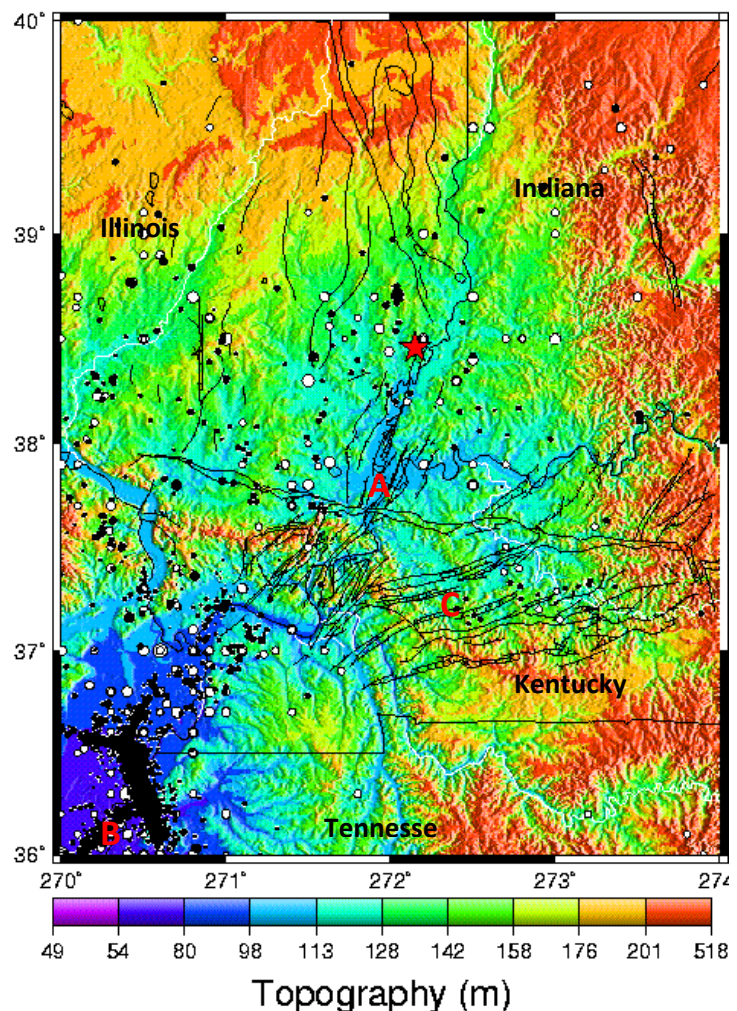 40°
Indiana
Illinois
39°
38°
A
C
37°
Kentucky
B
Tennesse
36°
270° 271° 272° 273° 274
49 54 80 98 113 128 142 158 176 201 518
Topography (m)